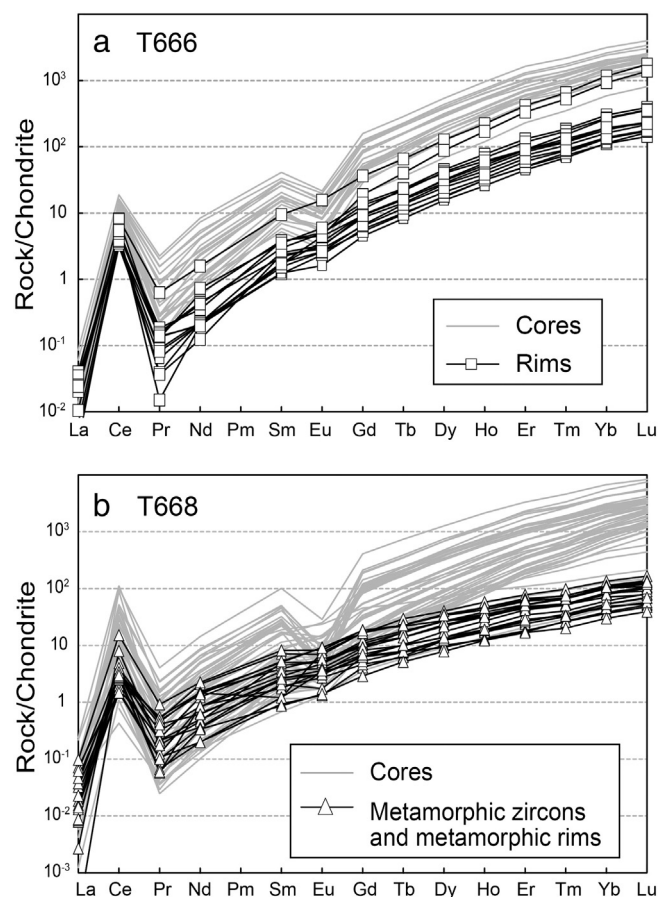 a T666
Rock/Chondrite
10³
10²
10
1
10⁻¹
10⁻²
Cores
Rims
La Ce Pr Nd Pm Sm Eu Gd Tb Dy Ho Er Tm Yb Lu
b T668
Rock/Chondrite
10³
10²
10
1
10⁻¹
10⁻²
10⁻³
Cores
Metamorphic zircons
and metamorphic rims
La Ce Pr Nd Pm Sm Eu Gd Tb Dy Ho Er Tm Yb Lu